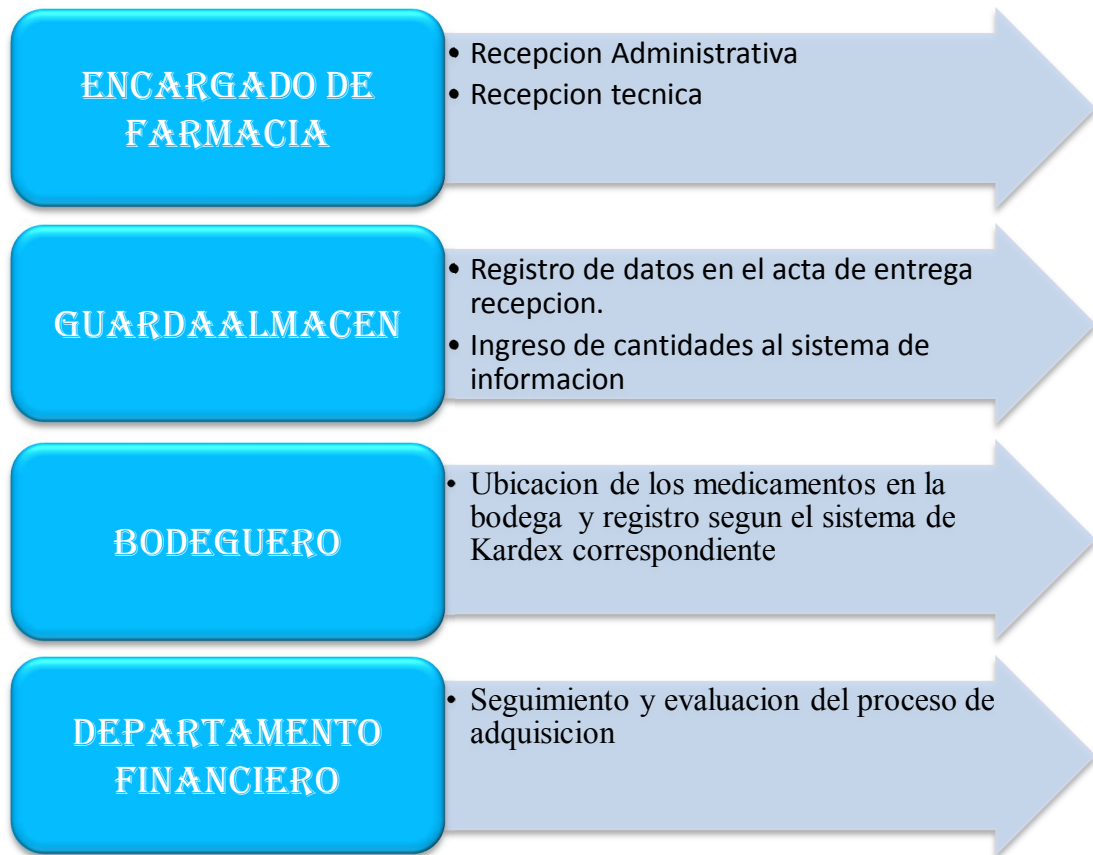 ENCARGADO DE
FARMACIA
• Recepcion Administrativa
• Recepcion tecnica
GUARDAALMACEN
• Registro de datos en el acta de entrega
recepcion.
• Ingreso de cantidades al sistema de
informacion
BODEGUERO
• Ubicacion de los medicamentos en la
bodega y registro segun el sistema de
Kardex correspondiente
DEPARTAMENTO
FINANCIERO
• Seguimiento y evaluacion del proceso de
adquisicion